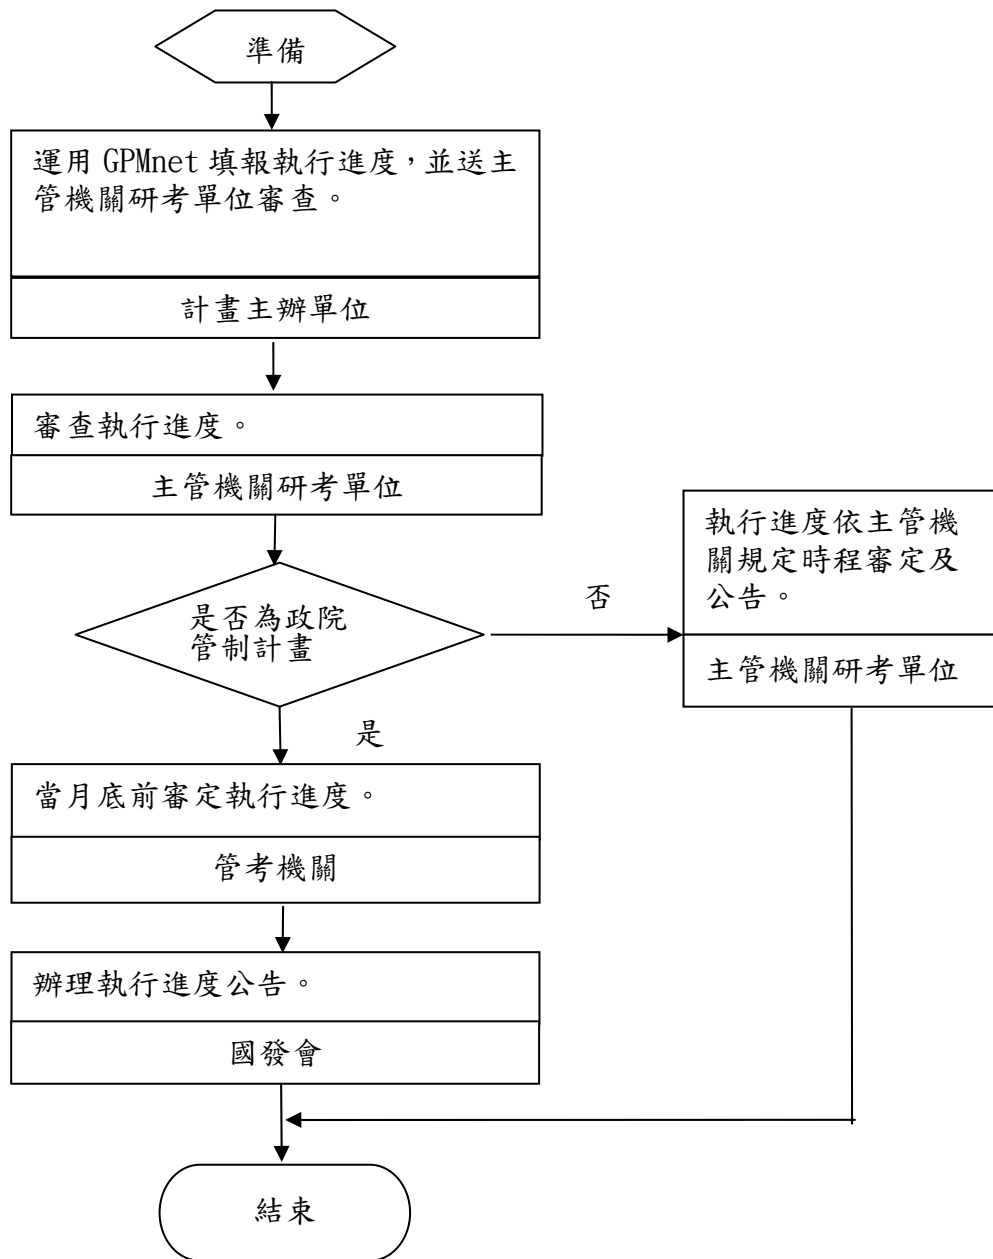 準備
運用 GPMnet 填報執行進度，並送主
管機關研考單位審查。
計畫主辦單位
審查執行進度。
主管機關研考單位
是否為政院
管制計畫
否
執行進度依主管機
關規定時程審定及
公告。
主管機關研考單位
是
當月底前審定執行進度。
管考機關
辦理執行進度公告。
國發會
結束